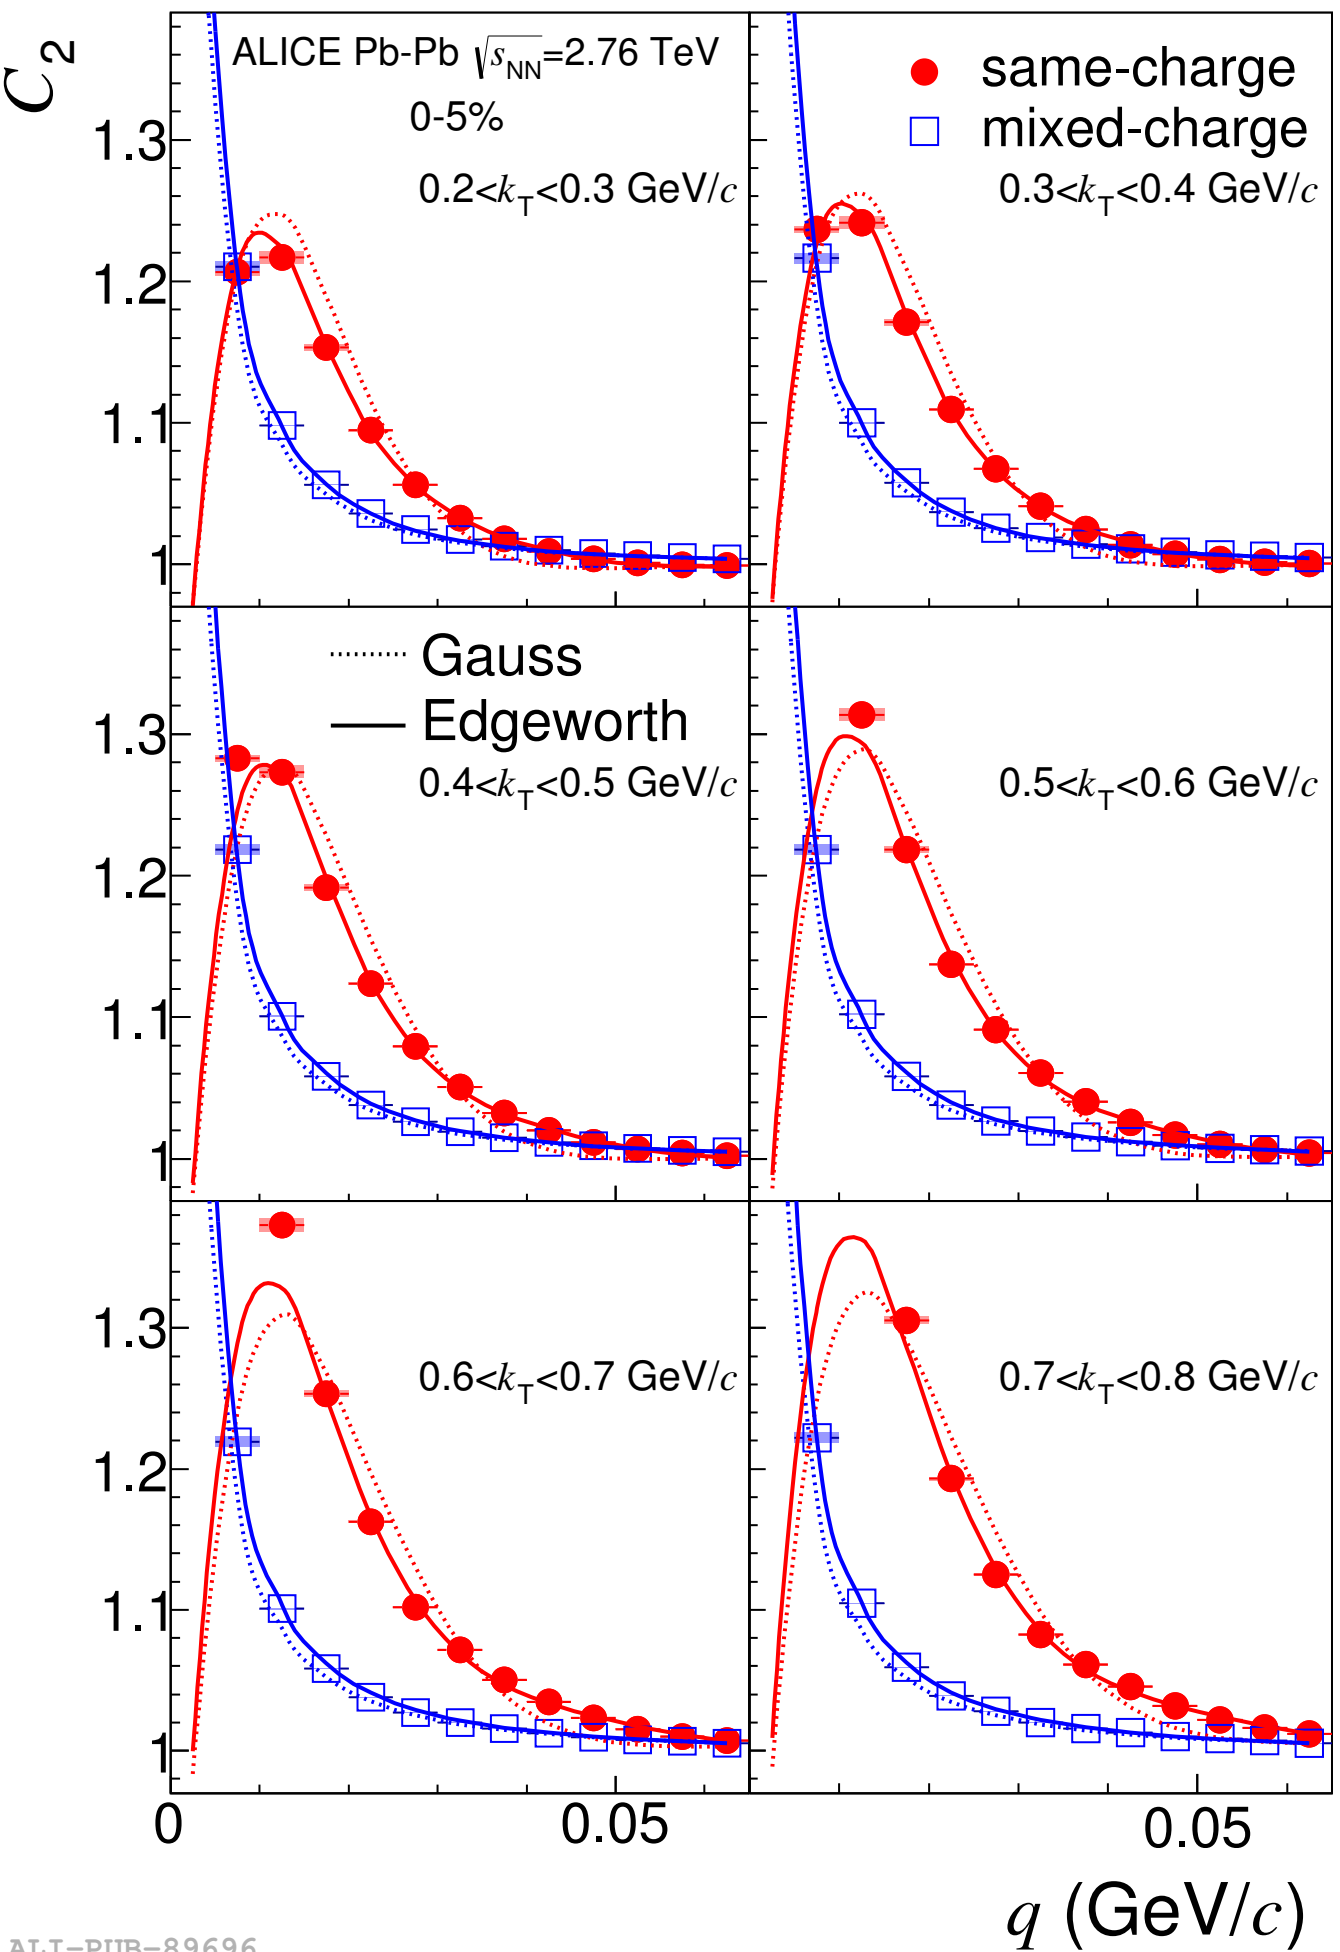 C2
ALICE Pb-Pb √sNN=2.76 TeV
0-5%
0.2<kT<0.3 GeV/c
same-charge
mixed-charge
0.3<kT<0.4 GeV/c
1.3
1.2
1.1
1
Gauss
Edgeworth
0.4<kT<0.5 GeV/c
0.5<kT<0.6 GeV/c
1.3
1.2
1.1
1
0.6<kT<0.7 GeV/c
0.7<kT<0.8 GeV/c
1.3
1.2
1.1
1
0 0.05 0.05
q (GeV/c)
ALI-PUB-89696